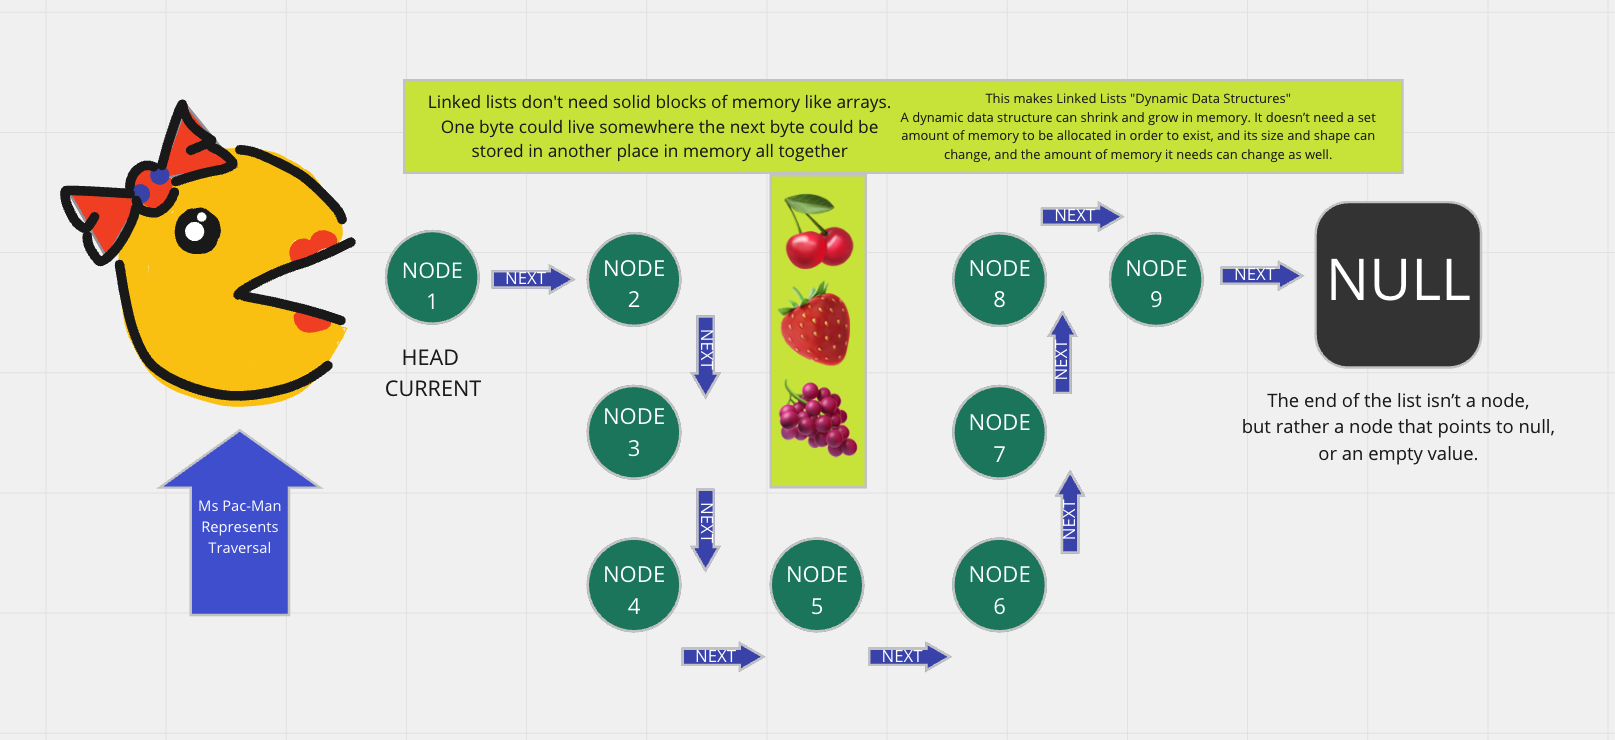 Linked lists don't need solid blocks of memory like arrays.
One byte could live somewhere the next byte could be
stored in another place in memory all together
This makes Linked Lists "Dynamic Data Structures"
A dynamic data structure can shrink and grow in memory. It doesn’t need a set
amount of memory to be allocated in order to exist, and its size and shape can
change, and the amount of memory it needs can change as well.
NODE
1
HEAD
CURRENT
NEXT
NODE
2
NEXT
NODE
3
NEXT
NODE
4
NEXT
NODE
5
NEXT
NODE
6
NEXT
NODE
7
NEXT
NODE
8
NEXT
NODE
9
NEXT
NULL
The end of the list isn’t a node,
but rather a node that points to null,
or an empty value.
Ms Pac-Man
Represents
Traversal